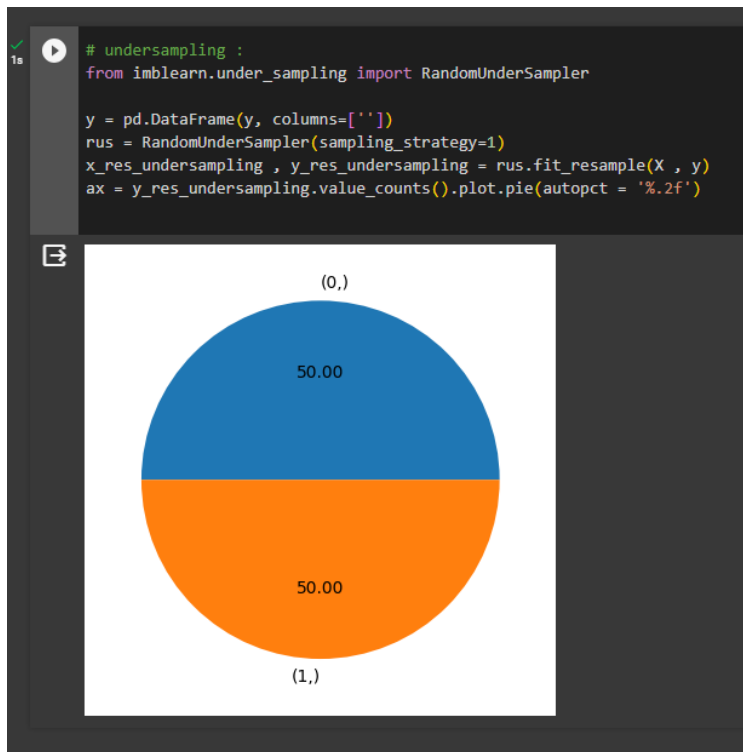 1s
# undersampling :
from imblearn.under_sampling import RandomUnderSampler
y = pd.DataFrame(y, columns=[''])
rus = RandomUnderSampler(sampling_strategy=1)
x_res_undersampling , y_res_undersampling = rus.fit_resample(X , y)
ax = y_res_undersampling.value_counts().plot.pie(autopct = '%.2f')
(0,)
50.00
50.00
(1,)